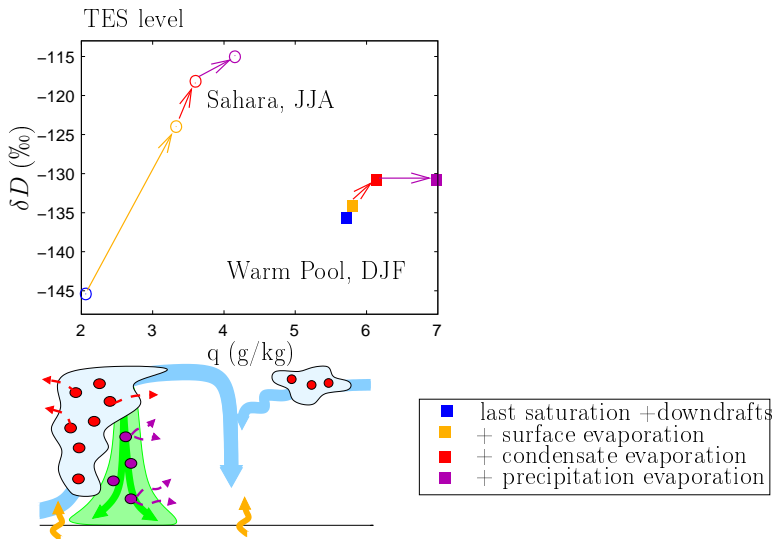 TES level
−115
−120
−125
−130
−135
−140
−145
δD (‰)
Sahara, JJA
Warm Pool, DJF
2 3 4 5 6 7
q (g/kg)
last saturation +downdrafts
+ surface evaporation
+ condensate evaporation
+ precipitation evaporation